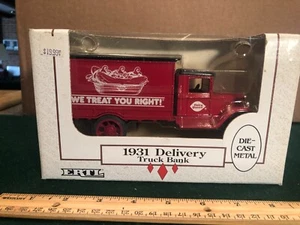 WE TREAT YOU RIGHT!
1931 Delivery
Truck Bank
DIE-
CAST
METAL
ERTL